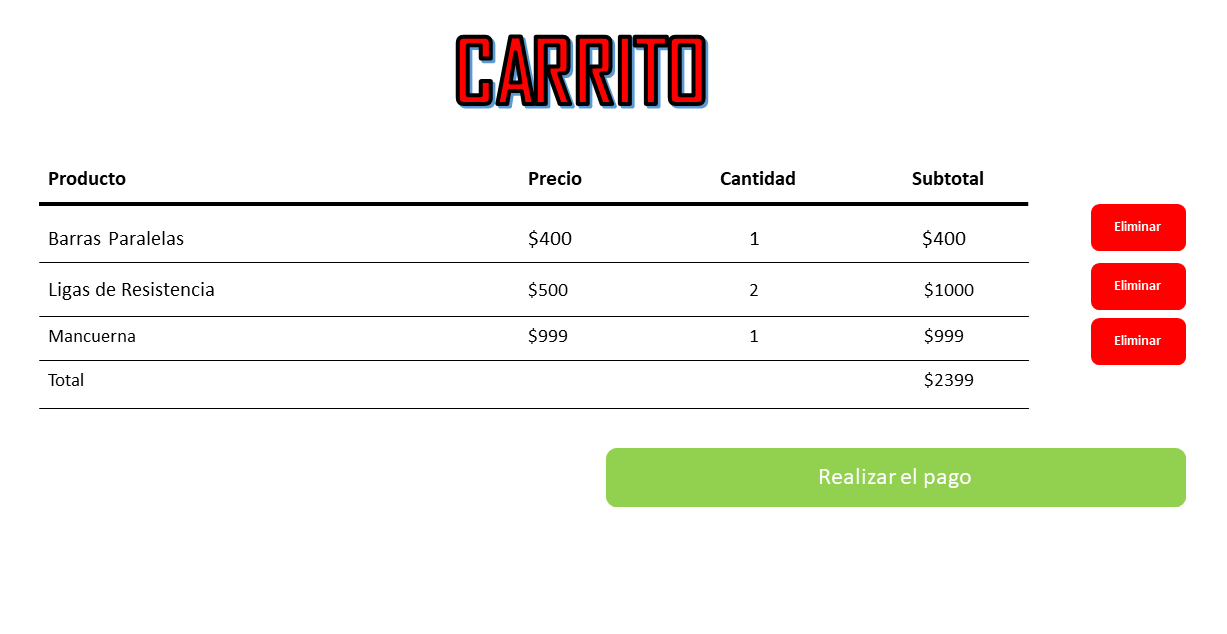 CARRITO
Producto Precio Cantidad Subtotal
Barras Paralelas $400 1 $400 Eliminar
Ligas de Resistencia $500 2 $1000 Eliminar
Mancuerna $999 1 $999 Eliminar
Total $2399
Realizar el pago